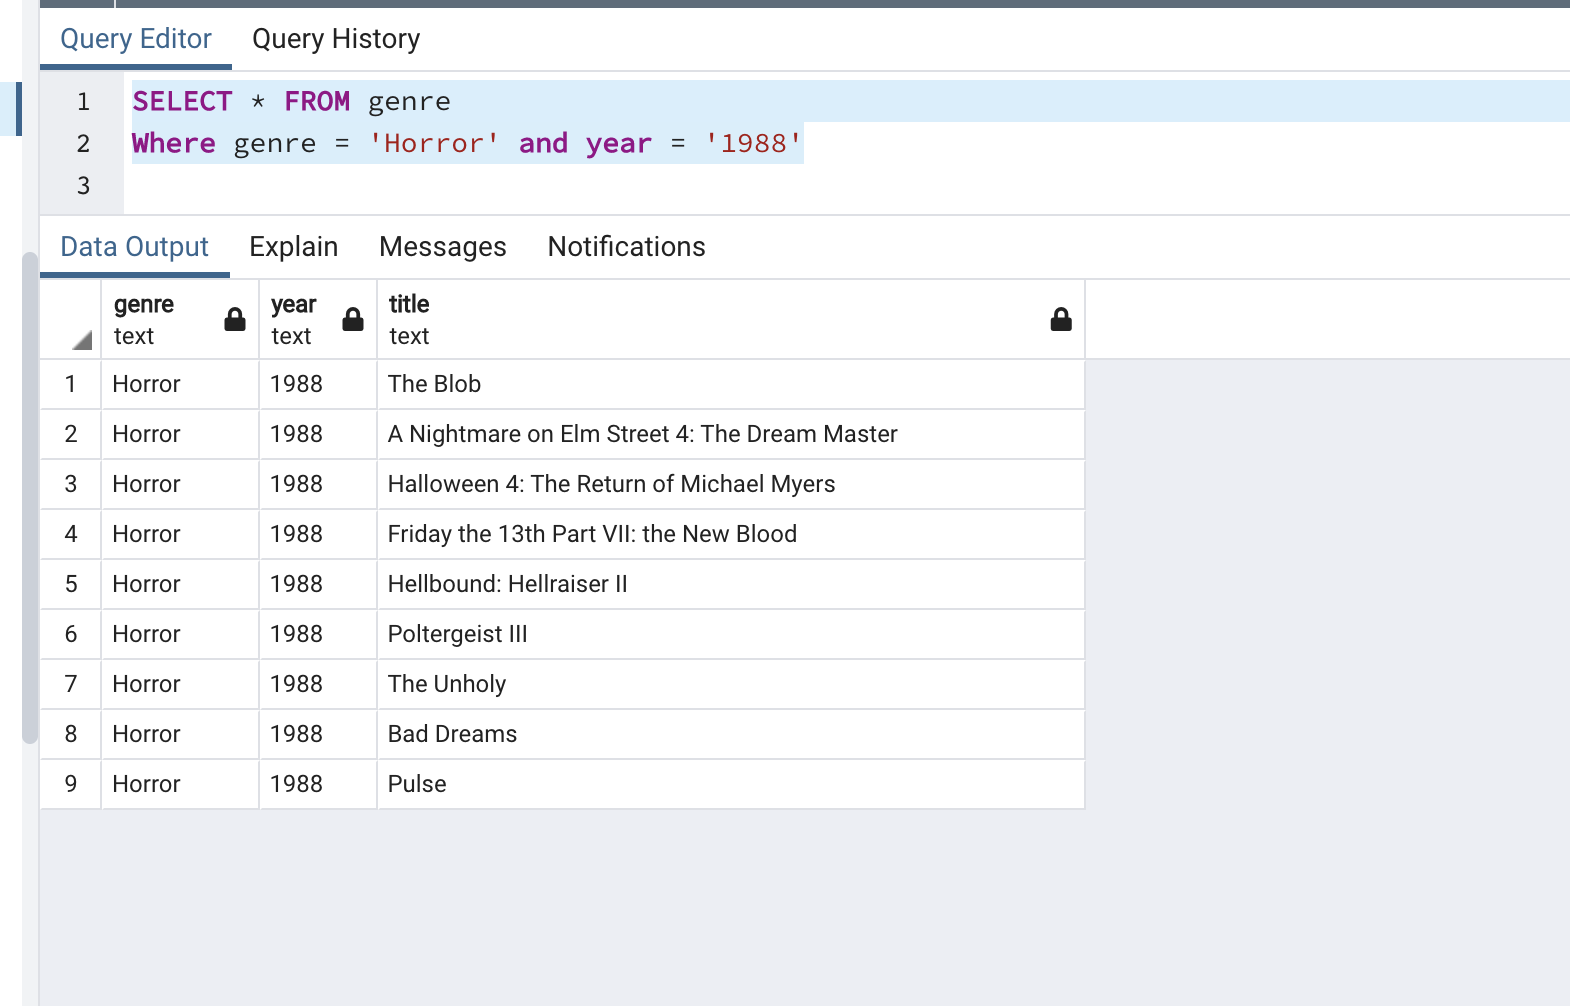 Query Editor Query History
1 SELECT * FROM genre
2 Where genre = 'Horror' and year = '1988'
3
Data Output Explain Messages Notifications
genre year title
text text text
1 Horror 1988 The Blob
2 Horror 1988 A Nightmare on Elm Street 4: The Dream Master
3 Horror 1988 Halloween 4: The Return of Michael Myers
4 Horror 1988 Friday the 13th Part VII: the New Blood
5 Horror 1988 Hellbound: Hellraiser II
6 Horror 1988 Poltergeist III
7 Horror 1988 The Unholy
8 Horror 1988 Bad Dreams
9 Horror 1988 Pulse